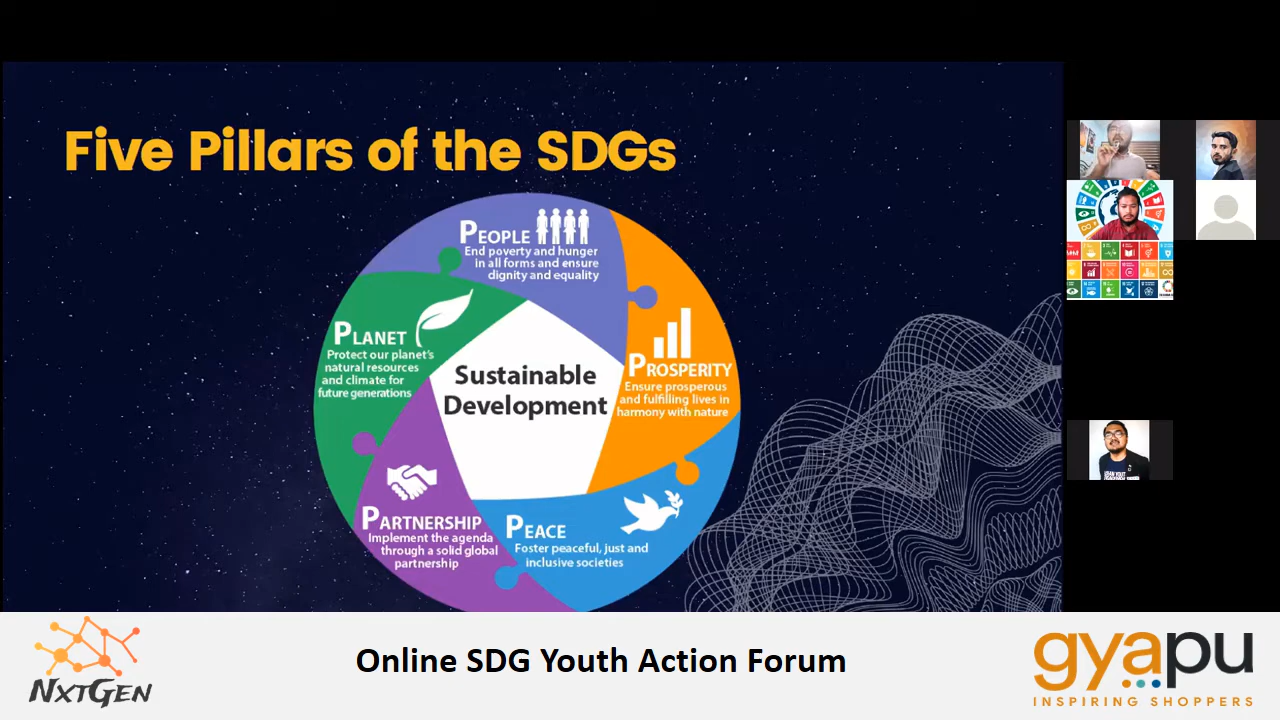 Five Pillars of the SDGs
PEOPLE
End poverty and hunger
in all forms and ensure
dignity and equality
PLANET
Protect our planet's
natural resources
and climate for
future generations
Sustainable
Development
PROSPERITY
Ensure prosperous
and fulfilling lives in
harmony with nature
PARTNERSHIP
Implement the agenda
through a solid global
partnership
PEACE
Foster peaceful, just and
inclusive societies
NXTGEN
Online SDG Youth Action Forum
gyapu
INSPIRING SHOPPERS